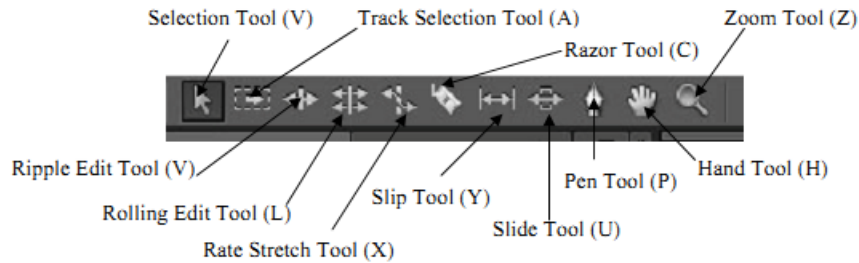 Selection Tool (V)
Track Selection Tool (A)
Zoom Tool (Z)
Razor Tool (C)
Ripple Edit Tool (V)
Pen Tool (P)
Hand Tool (H)
Slip Tool (Y)
Rolling Edit Tool (L)
Slide Tool (U)
Rate Stretch Tool (X)